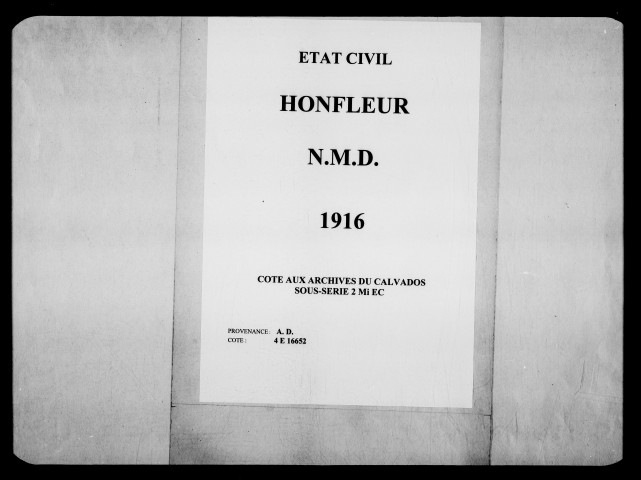 ETAT CIVIL
HONFLEUR
N.M.D.
1916
COTE AUX ARCHIVES DU CALVADOS
SOUS-SERIE 2 Mi EC
PROVENANCE: A. D.
COTE: 4 E 16652